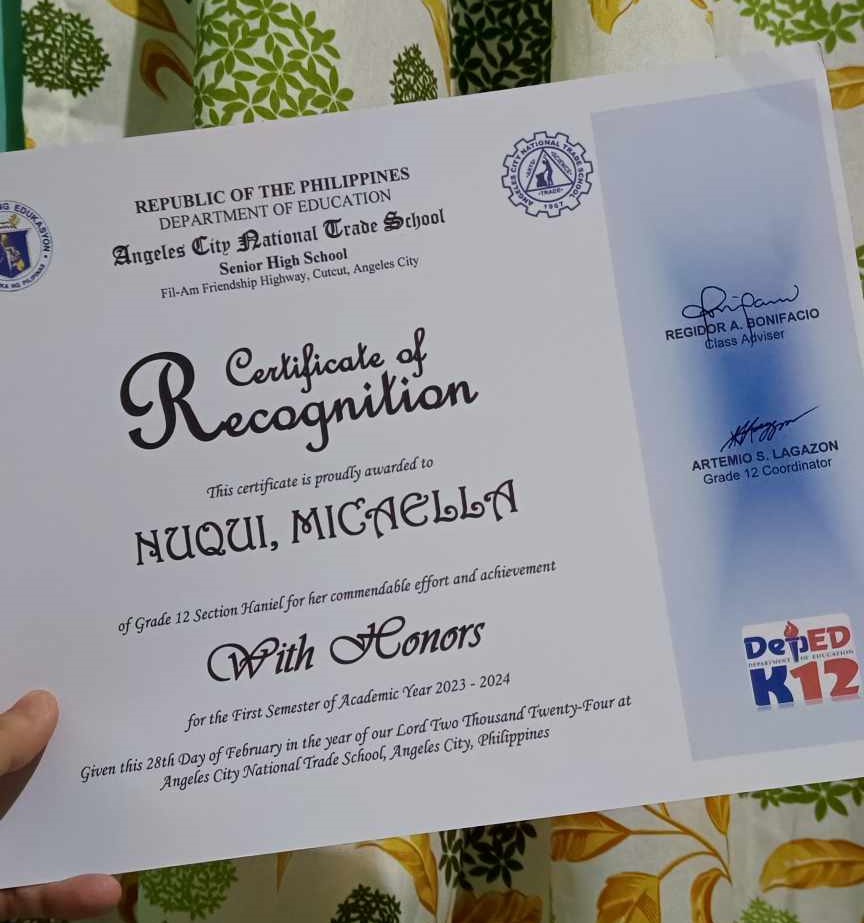 REPUBLIC OF THE PHILIPPINES
DEPARTMENT OF EDUCATION
Angeles City National Trade School
Senior High School
Fil-Am Friendship Highway, Cutcut, Angeles City
EDUKASYON
NG PILIPINAS
ANGELES CITY NATIONAL TRADE SCHOOL
ARTS
SCIENCE
TRADE
1967
Certificate of
Recognition
This certificate is proudly awarded to
NUQUI, MICAELLA
of Grade 12 Section Haniel for her commendable effort and achievement
With Honors
for the First Semester of Academic Year 2023 - 2024
Given this 28th Day of February in the year of our Lord Two Thousand Twenty-Four at
Angeles City National Trade School, Angeles City, Philippines
REGIDOR A. BONIFACIO
Class Adviser
ARTEMIO S. LAGAZON
Grade 12 Coordinator
DepED
DEPARTMENT OF EDUCATION
K12